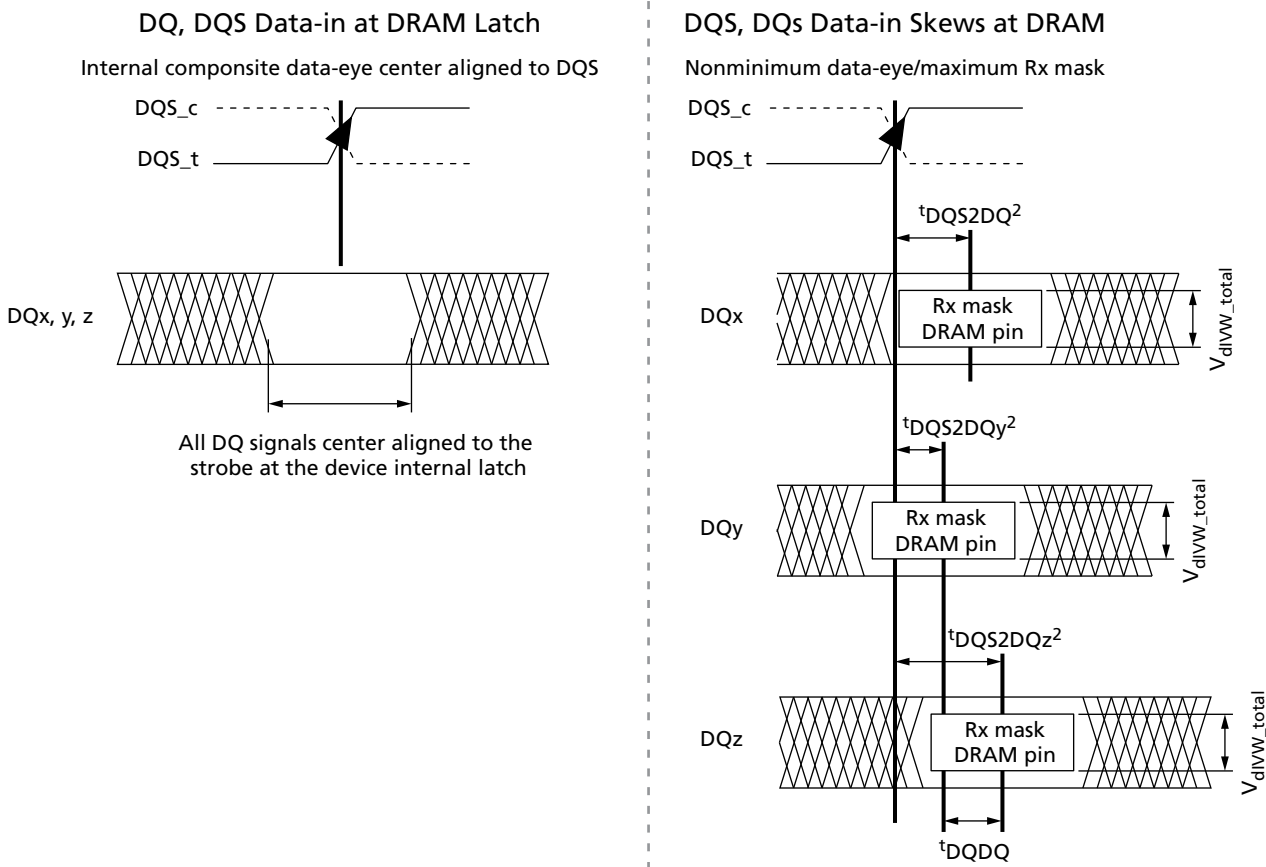 DQ, DQS Data-in at DRAM Latch
Internal componsite data-eye center aligned to DQS
DQS_c
DQS_t
DQx, y, z
All DQ signals center aligned to the
strobe at the device internal latch
DQS, DQs Data-in Skews at DRAM
Nonminimum data-eye/maximum Rx mask
DQS_c
DQS_t
tDQS2DQ2
DQx
Rx mask
DRAM pin
VdIVW_total
tDQS2DQy2
DQy
Rx mask
DRAM pin
VdIVW_total
tDQS2DQz2
DQz
Rx mask
DRAM pin
VdIVW_total
tDQDQ